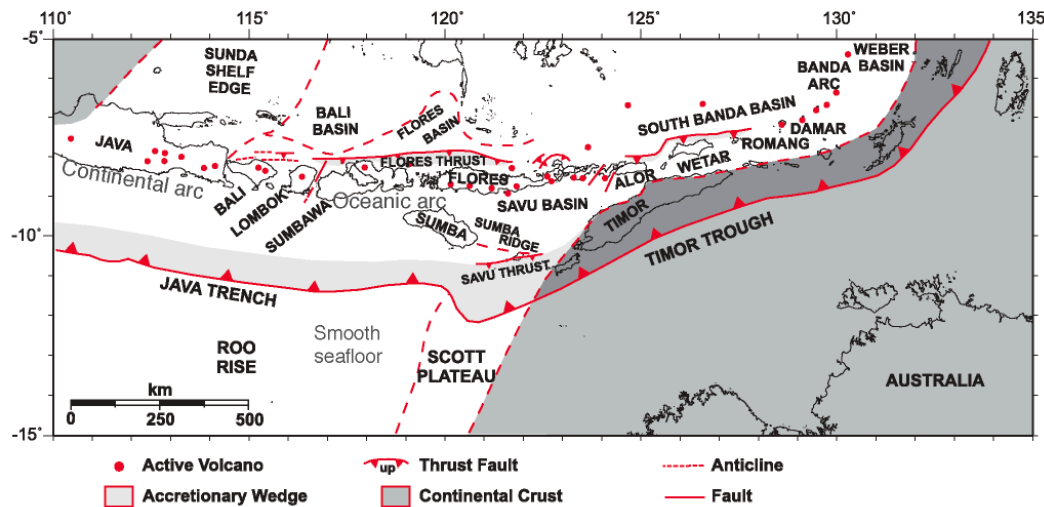 110°
115°
120°
125°
130°
135
-5°
-10°
-15°
SUNDA
SHELF
EDGE
WEBER
BASIN
BANDA
ARC
BALI
BASIN
FLORES
BASIN
SOUTH BANDA BASIN
DAMAR
ROMANG
JAVA
FLORES THRUST
WETAR
Continental arc
BALI
LOMBOK
SUMBAWA
Oceanic arc
FLORES
ALOR
SAVU BASIN
TIMOR
SUMBA
SUMBA
RIDGE
SAVU THRUST
TIMOR TROUGH
JAVA TRENCH
Smooth
seafloor
ROO
RISE
SCOTT
PLATEAU
AUSTRALIA
km
0
250
500
Active Volcano
up
Thrust Fault
Anticline
Accretionary Wedge
Continental Crust
Fault